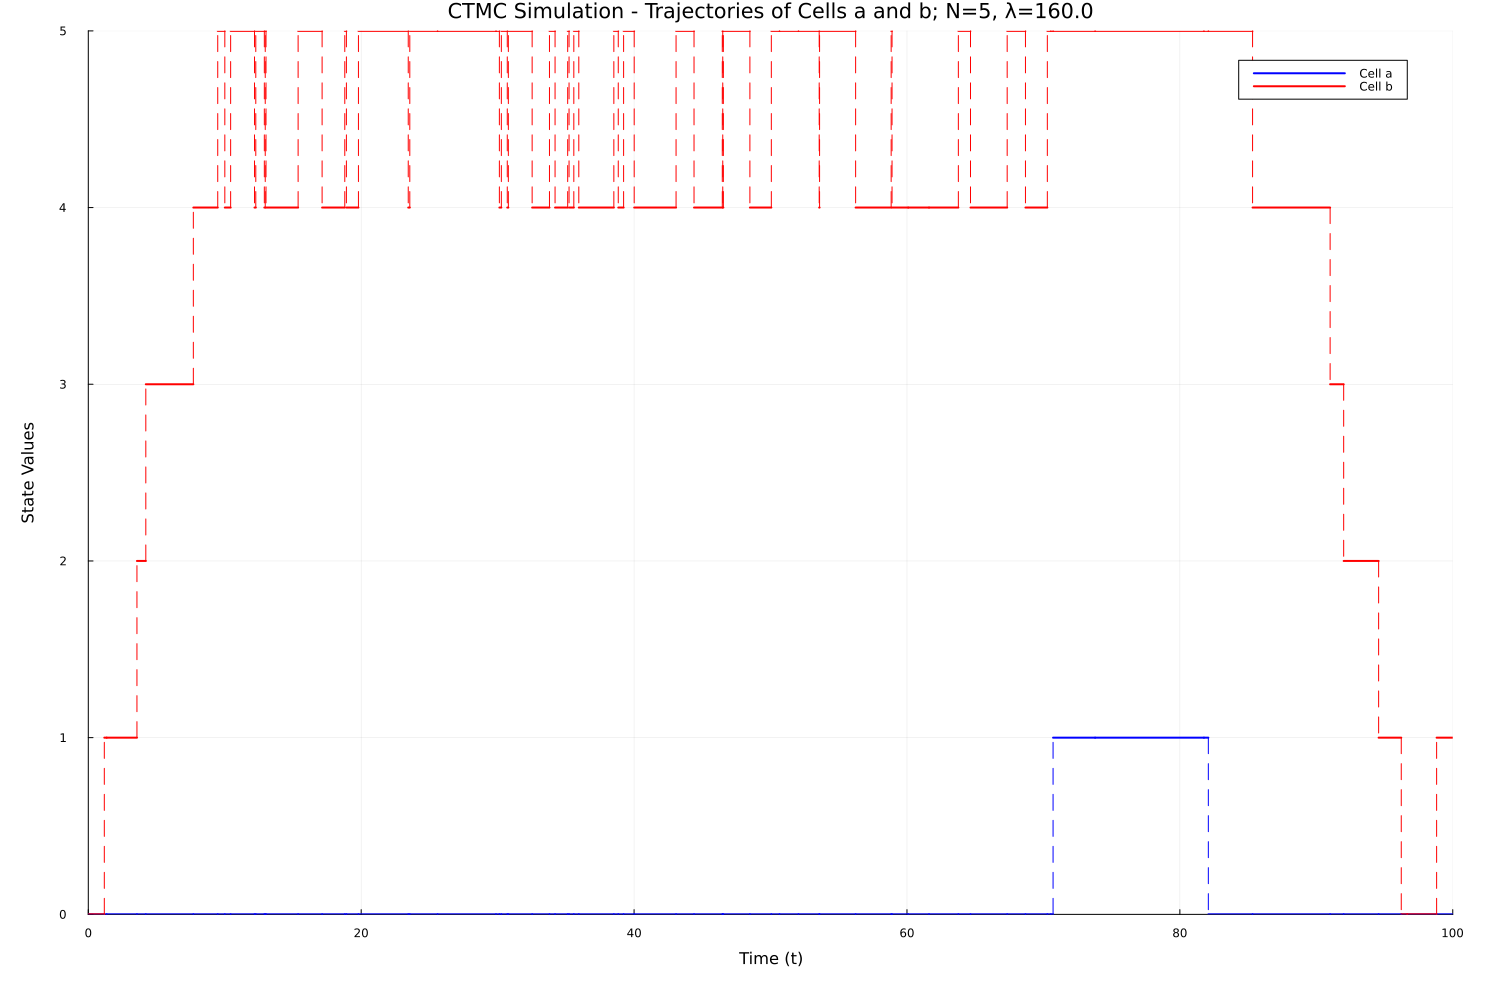 CTMC Simulation - Trajectories of Cells a and b; N=5, λ=160.0
5
4
3
2
1
0
State Values
Cell a
Cell b
0 20 40 60 80 100
Time (t)